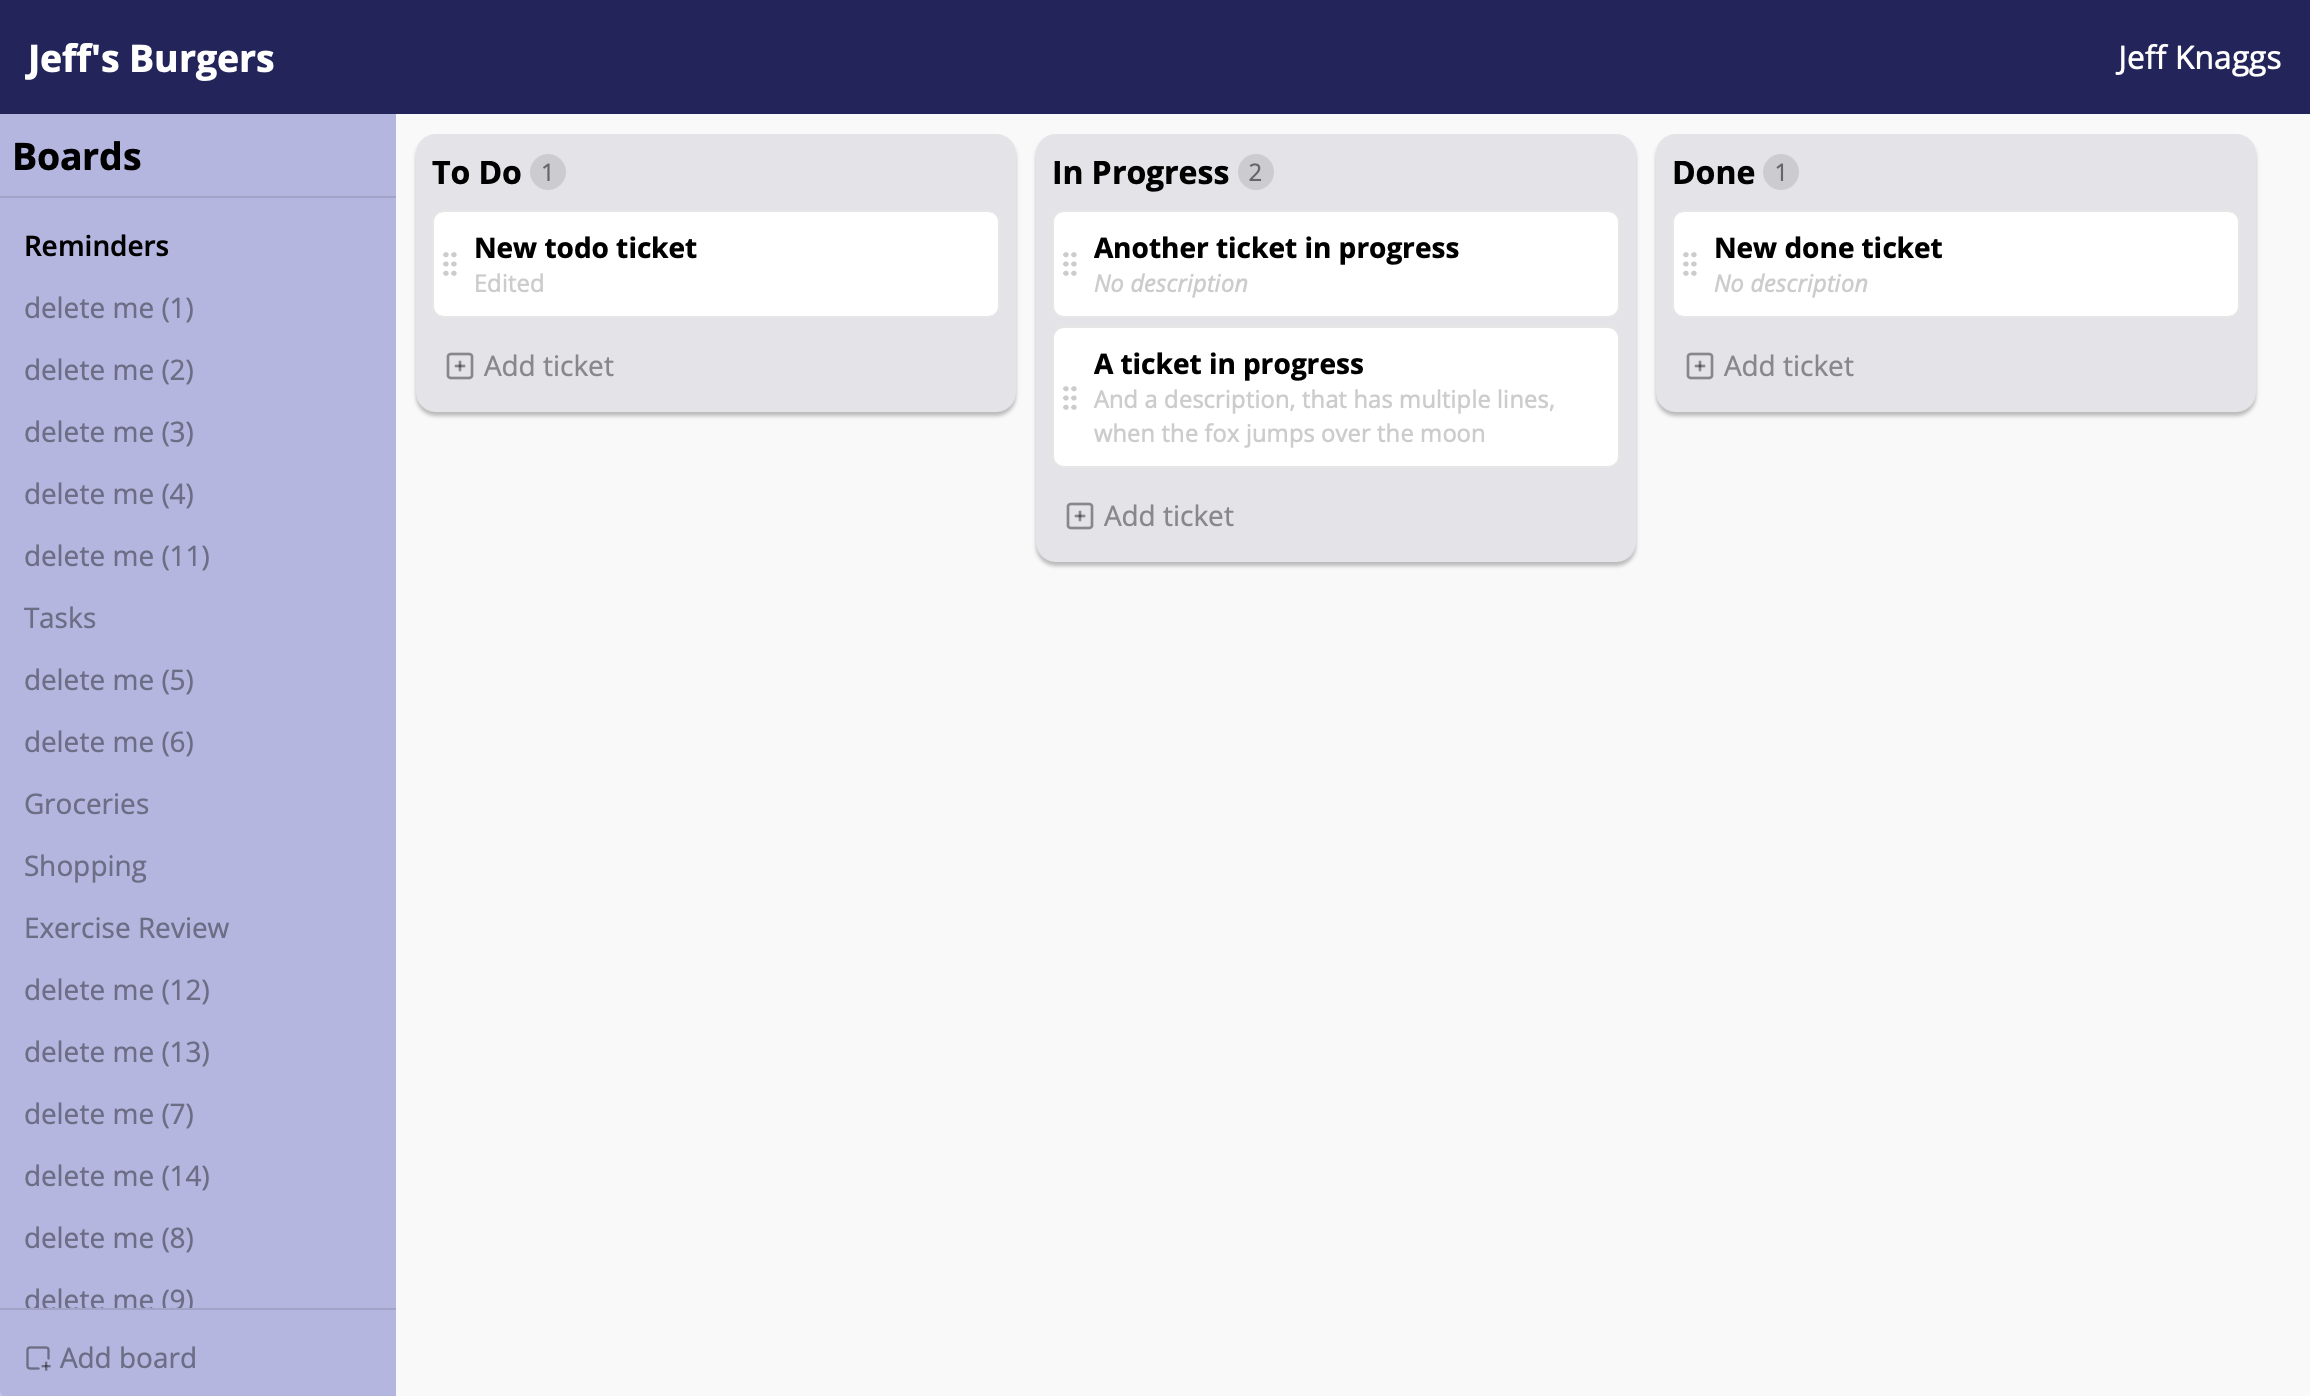 Jeff's Burgers
Jeff Knaggs
Boards
Reminders
delete me (1)
delete me (2)
delete me (3)
delete me (4)
delete me (11)
Tasks
delete me (5)
delete me (6)
Groceries
Shopping
Exercise Review
delete me (12)
delete me (13)
delete me (7)
delete me (14)
delete me (8)
delete me (9)
Add board
To Do 1
New todo ticket
Edited
Add ticket
In Progress 2
Another ticket in progress
No description
A ticket in progress
And a description, that has multiple lines,
when the fox jumps over the moon
Add ticket
Done 1
New done ticket
No description
Add ticket